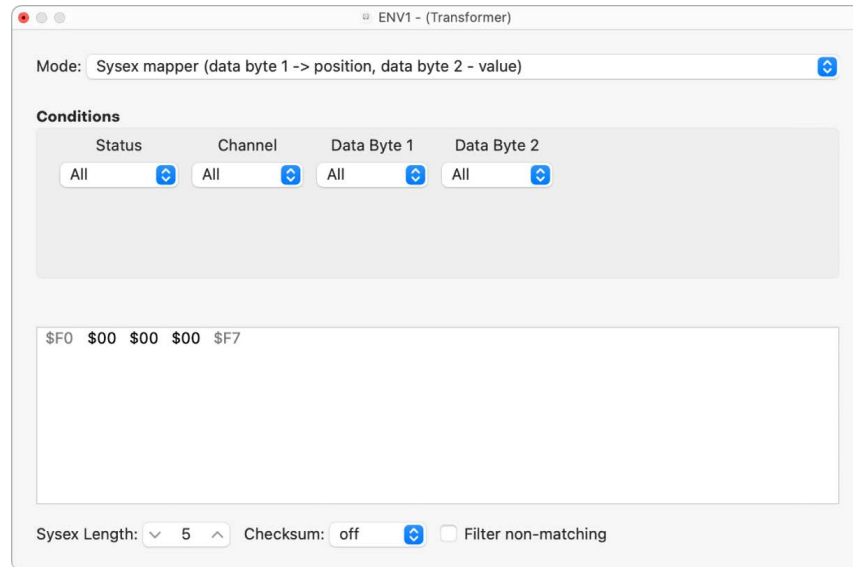 ENV1 - (Transformer)
Mode: Sysex mapper (data byte 1 -> position, data byte 2 - value)
Conditions
Status Channel Data Byte 1 Data Byte 2
All All All All
$F0 $00 $00 $00 $F7
Sysex Length: 5 Checksum: off Filter non-matching